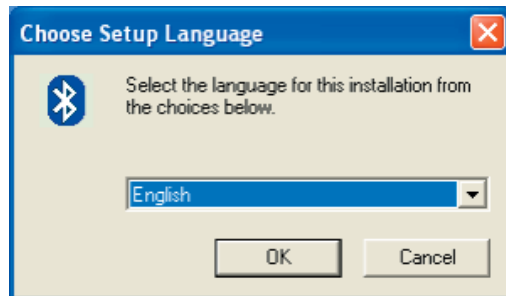 Choose Setup Language
Select the language for this installation from
the choices below.
English
OK
Cancel